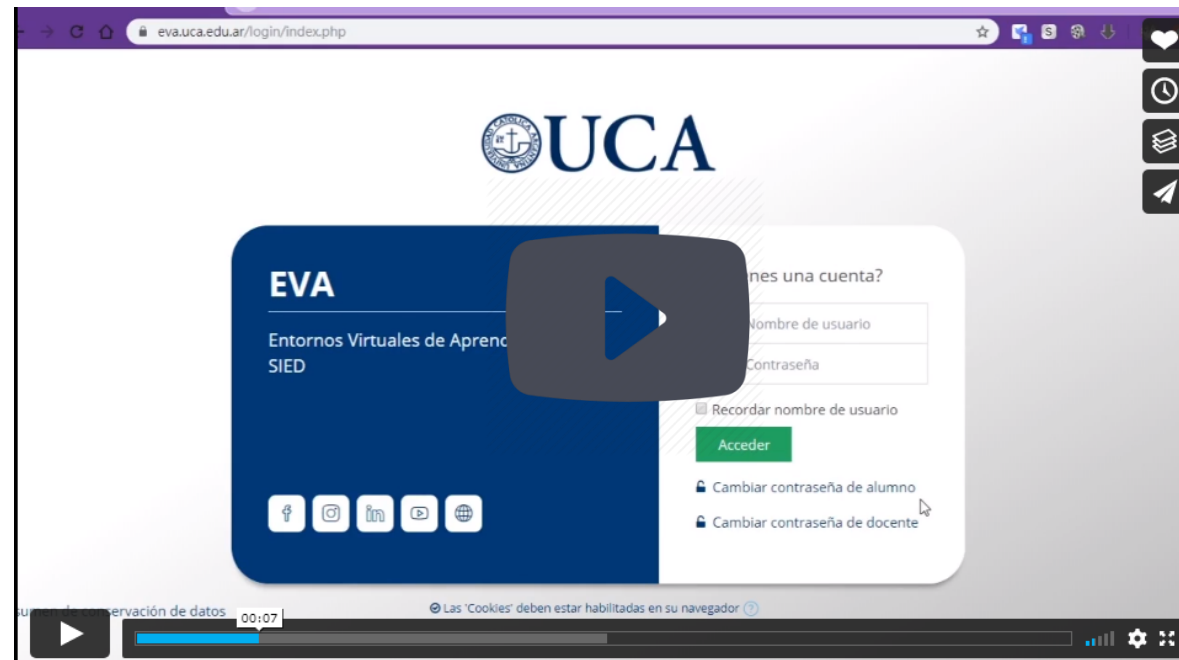 eva.uca.edu.ar/login/index.php
S
UCA
EVA
Entornos Virtuales de
SIED
nes una cuenta?
Nombre de usuario
Contraseña
Recordar nombre de usuario
Acceder
Cambiar contraseña de alumno
Cambiar contraseña de docente
de conservación de datos
Las 'Cookies' deben estar habilitadas en su navegador
00:07